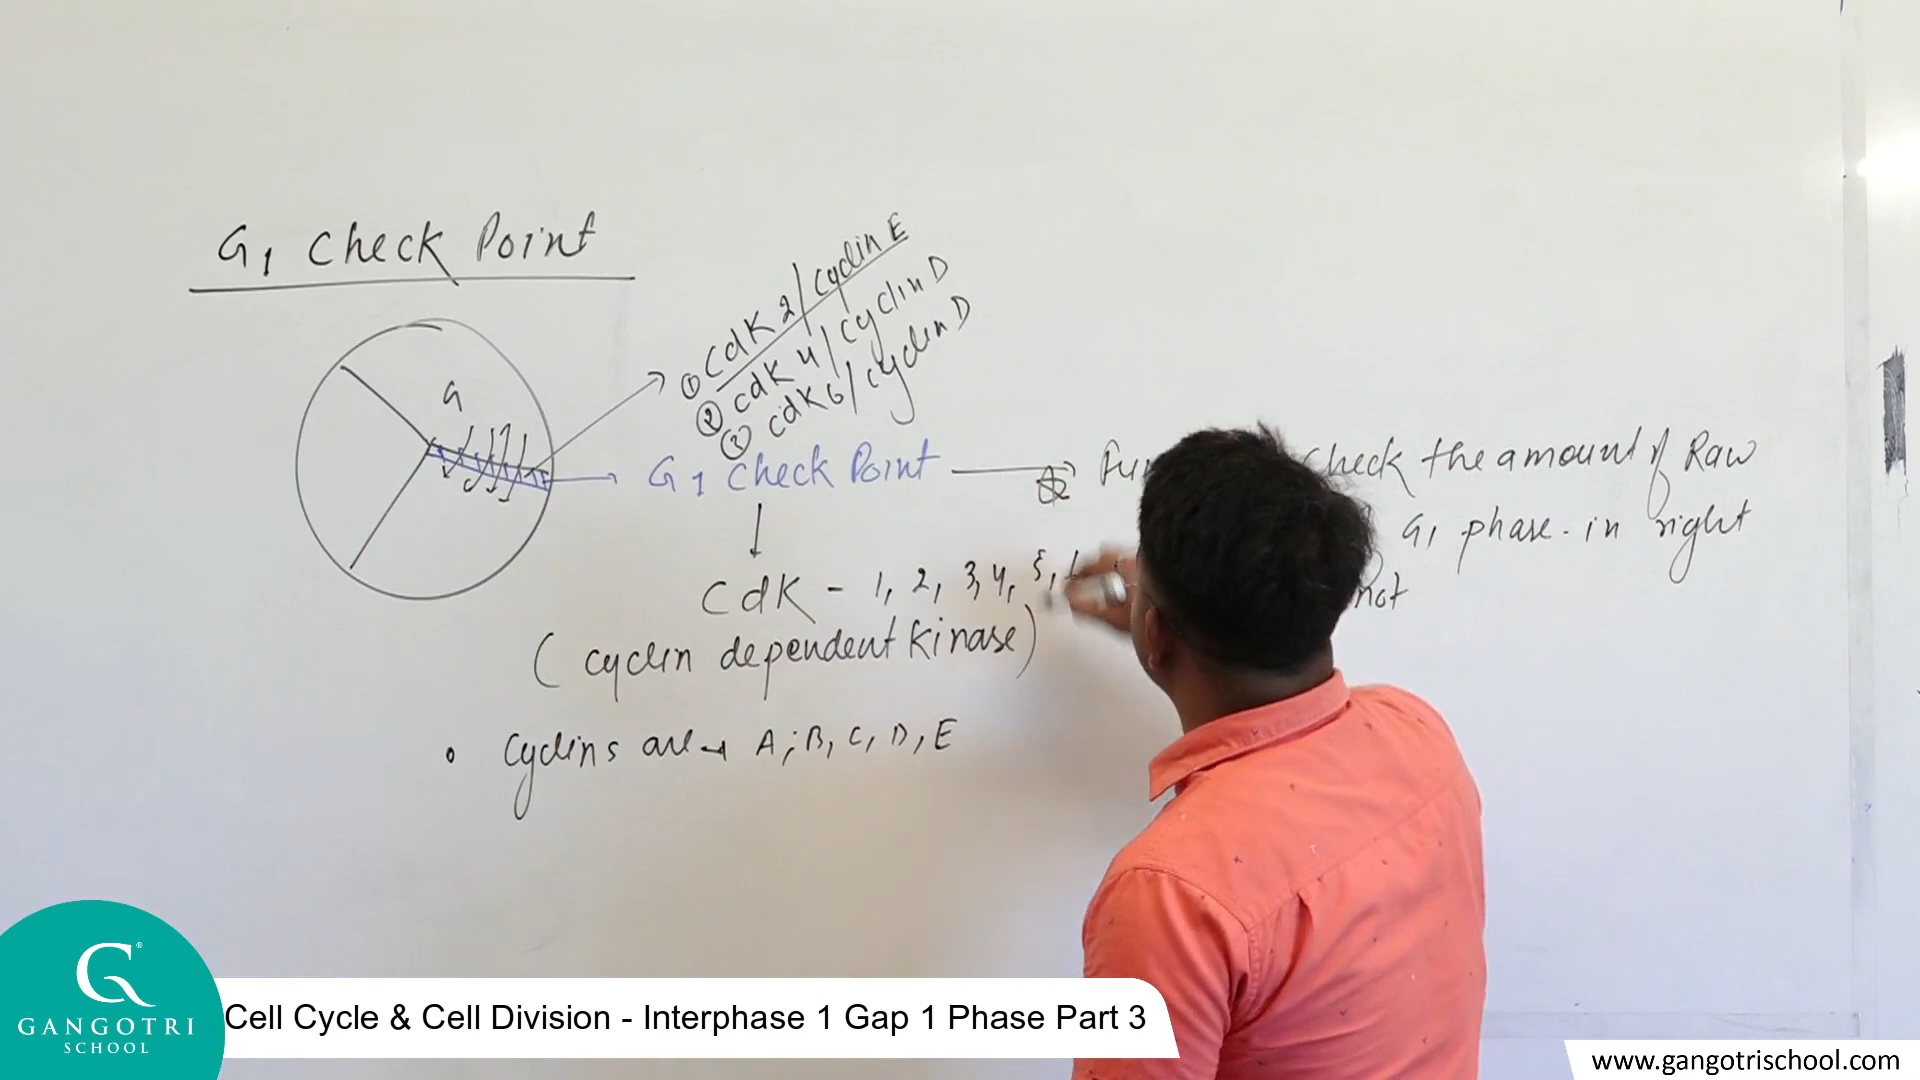 G1 Check Point
① Cdk 2/cyclin E
② cdk 4/cyclin D
③ cdk 6/cyclin D
G
G1 Check Point
check the amount of Raw
G1 phase. in right
not
Cdk - 1, 2, 3, 4, 5,
(cyclin dependent kinase)
Cyclins are → A, B, C, D, E
GANGOTRI
SCHOOL
Cell Cycle & Cell Division - Interphase 1 Gap 1 Phase Part 3
www.gangotrischool.com